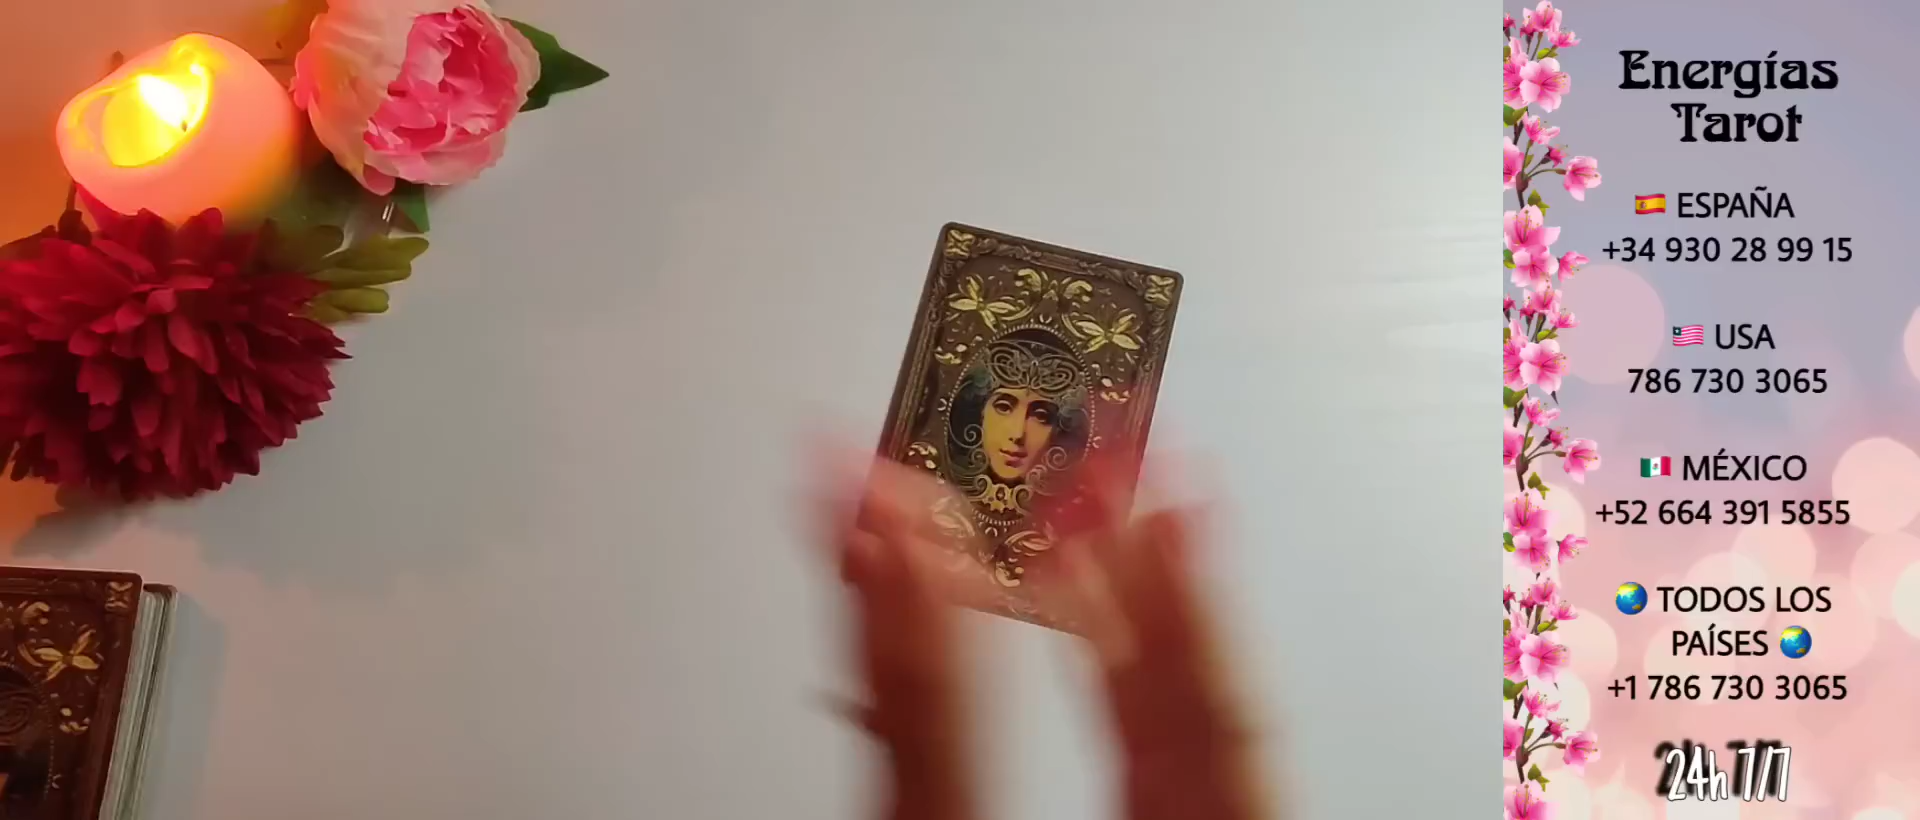 Energías
Tarot
ESPAÑA
+34 930 28 99 15
USA
786 730 3065
MÉXICO
+52 664 391 5855
TODOS LOS
PAÍSES
+1 786 730 3065
24h 7/7